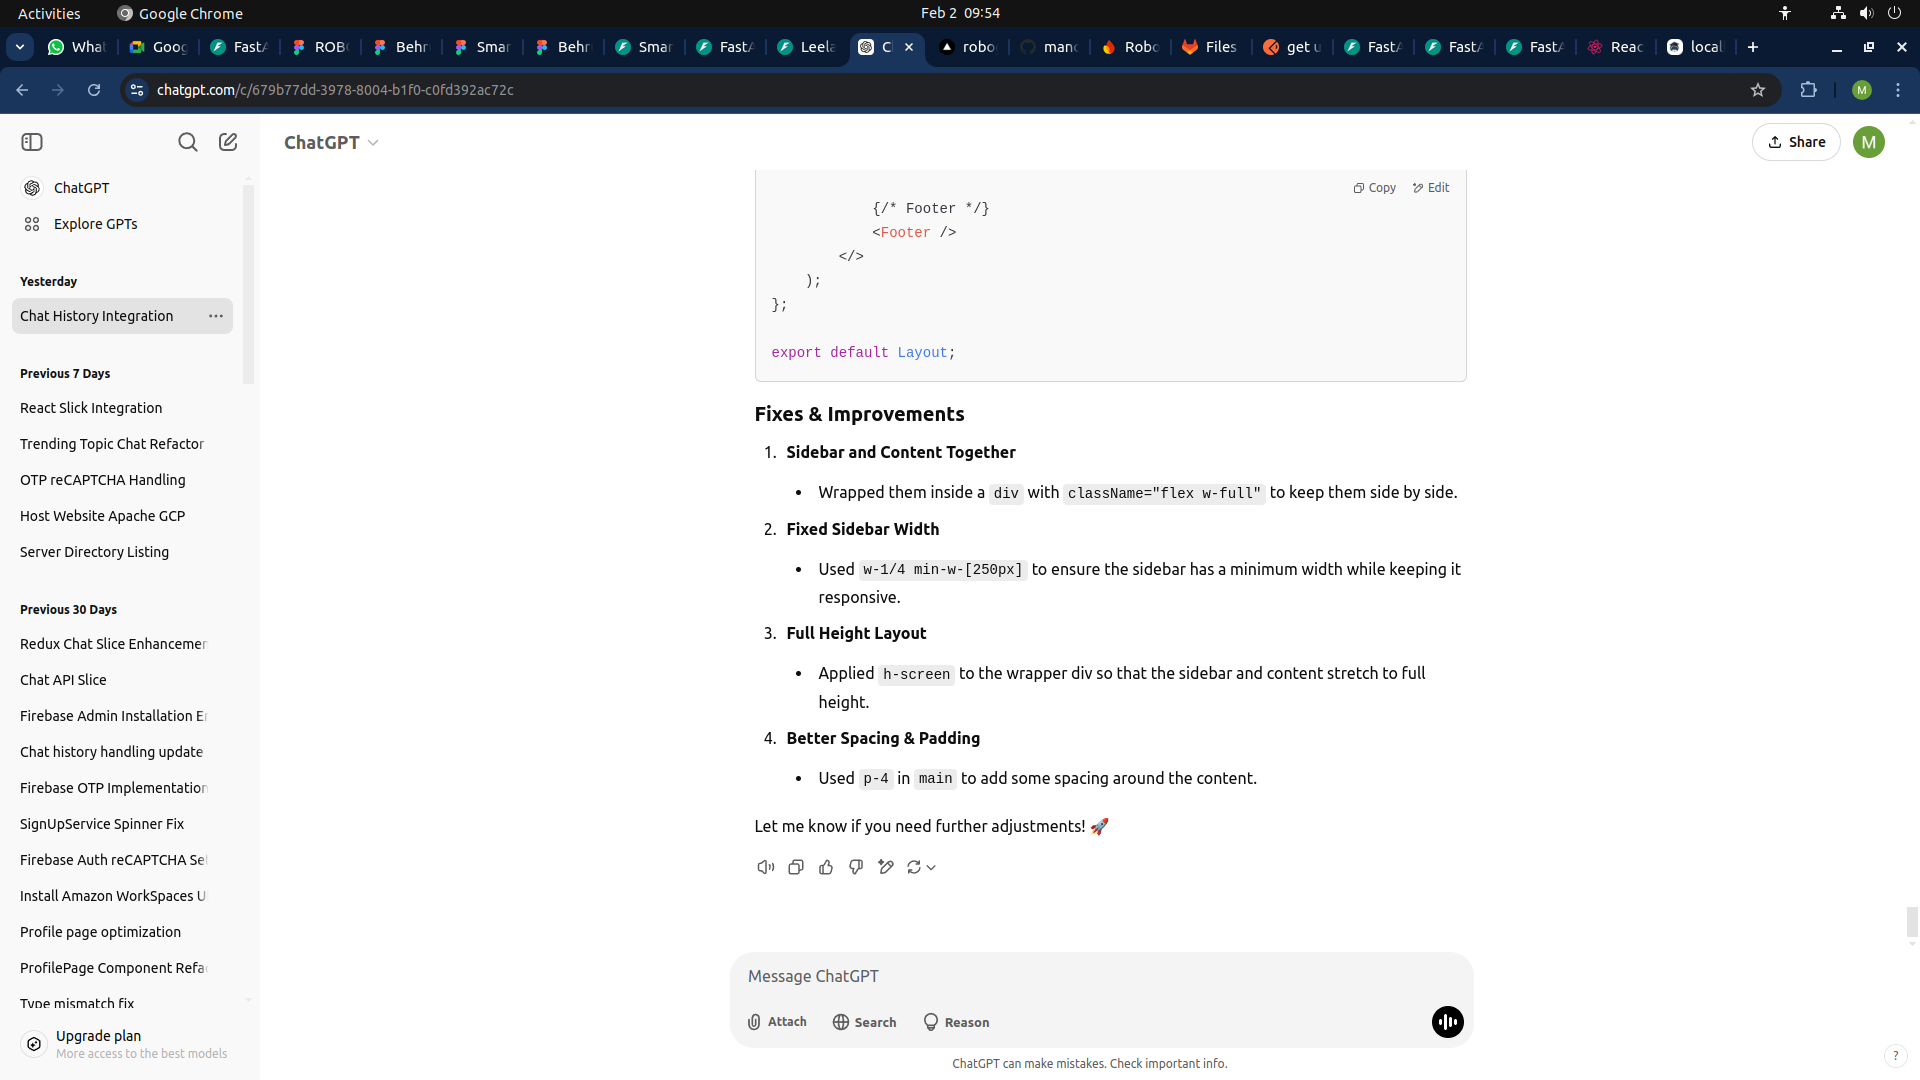 Activities
Google Chrome
Feb 2 09:54
What
Goog
FastA
ROB
Behr
Smar
Behr
Smar
FastA
Leela
Cl
robo
manc
Robo
Files
get u
FastA
FastA
FastA
Reac
local
chatgpt.com/c/679b77dd-3978-8004-b1f0-c0fd392ac72c
M
ChatGPT
Share
M
ChatGPT
Explore GPTs
Yesterday
Chat History Integration
Previous 7 Days
React Slick Integration
Trending Topic Chat Refactor
OTP reCAPTCHA Handling
Host Website Apache GCP
Server Directory Listing
Previous 30 Days
Redux Chat Slice Enhancemen
Chat API Slice
Firebase Admin Installation Er
Chat history handling update
Firebase OTP Implementation
SignUpService Spinner Fix
Firebase Auth reCAPTCHA Set
Install Amazon WorkSpaces U
Profile page optimization
ProfilePage Component Refac
Type mismatch fix
Upgrade plan
More access to the best models
Copy
Edit
{/* Footer */}
<Footer />
</>
);
};
export default Layout;
Fixes & Improvements
1. Sidebar and Content Together
• Wrapped them inside a div with className="flex w-full" to keep them side by side.
2. Fixed Sidebar Width
• Used w-1/4 min-w-[250px] to ensure the sidebar has a minimum width while keeping it
responsive.
3. Full Height Layout
• Applied h-screen to the wrapper div so that the sidebar and content stretch to full
height.
4. Better Spacing & Padding
• Used p-4 in main to add some spacing around the content.
Let me know if you need further adjustments! 🚀
Message ChatGPT
Attach
Search
Reason
ChatGPT can make mistakes. Check important info.
?